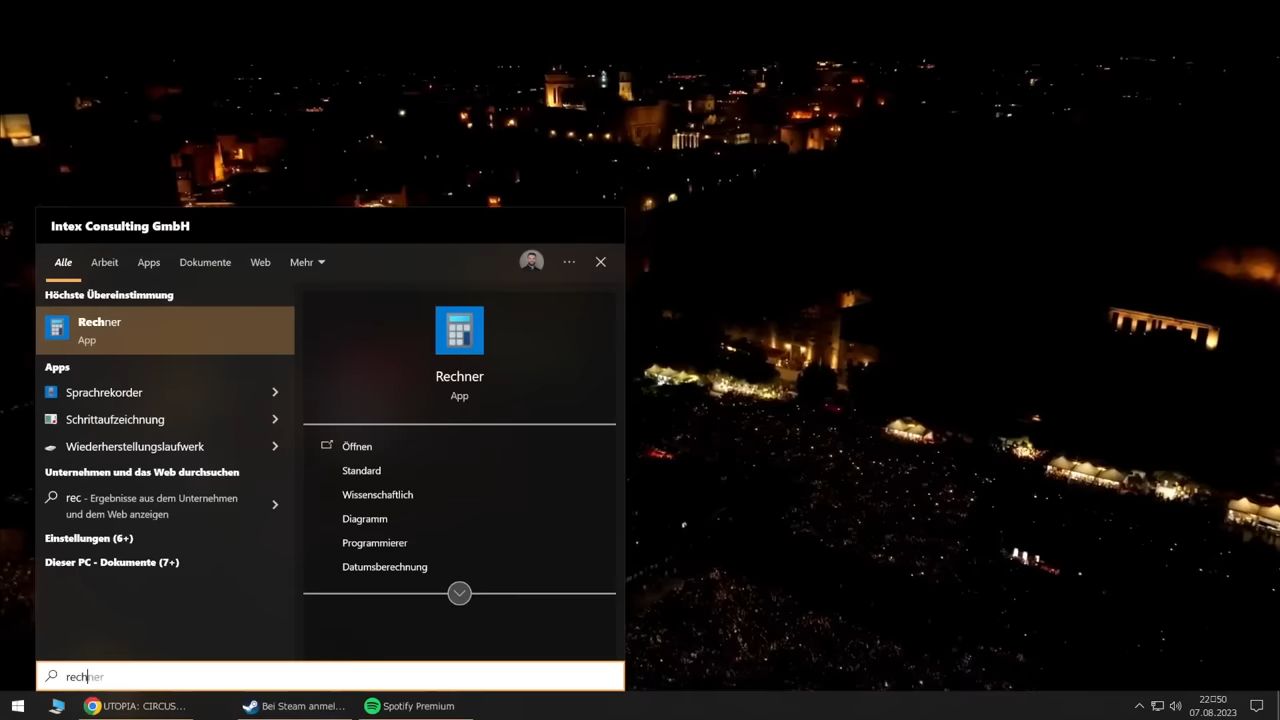 Intex Consulting GmbH
Alle Arbeit Apps Dokumente Web Mehr
Höchste Übereinstimmung
Rechner
App
Apps
Sprachrekorder
Schrittaufzeichnung
Wiederherstellungslaufwerk
Unternehmen und das Web durchsuchen
rec - Ergebnisse aus dem Unternehmen
und dem Web anzeigen
Einstellungen (6+)
Dieser PC - Dokumente (7+)
Rechner
App
Öffnen
Standard
Wissenschaftlich
Diagramm
Programmierer
Datumsberechnung
rechner
UTOPIA: CIRCUS... Bei Steam anmel... Spotify Premium
22□50
07.08.2023